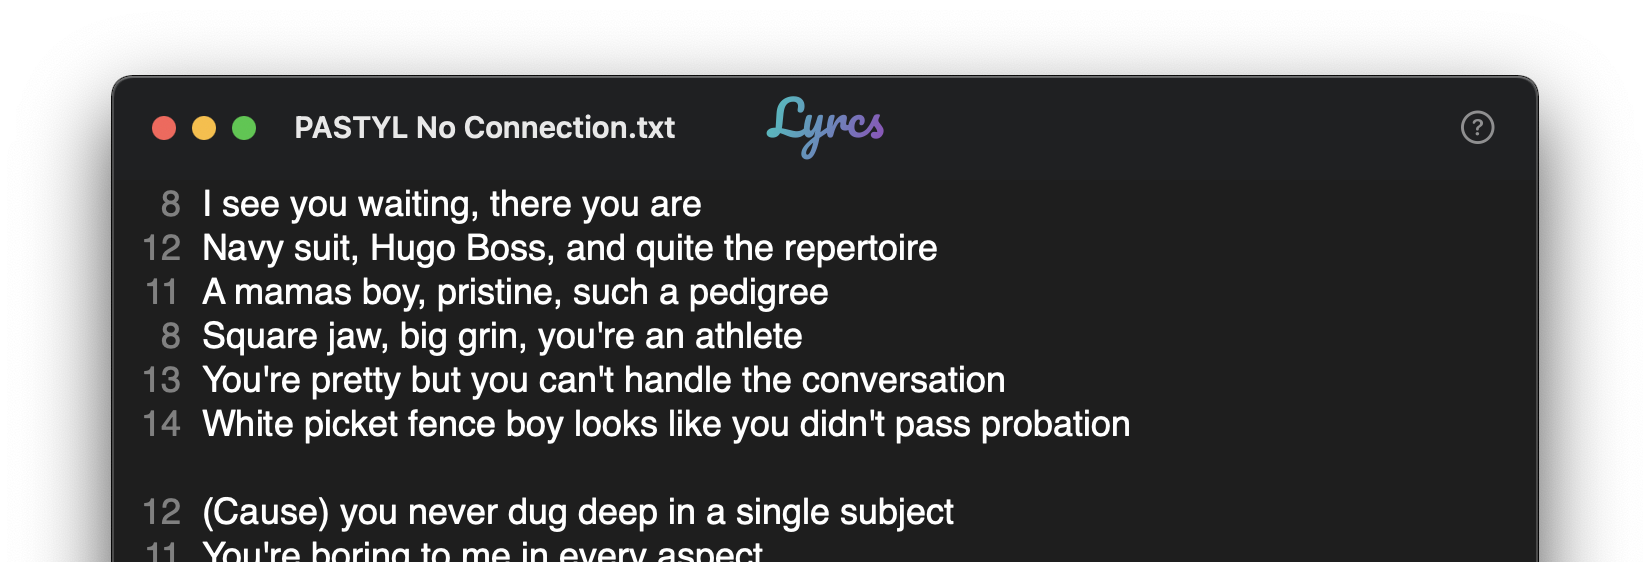 PASTYL No Connection.txt Lyrcs ?
8 I see you waiting, there you are
12 Navy suit, Hugo Boss, and quite the repertoire
11 A mamas boy, pristine, such a pedigree
8 Square jaw, big grin, you're an athlete
13 You're pretty but you can't handle the conversation
14 White picket fence boy looks like you didn't pass probation
12 (Cause) you never dug deep in a single subject
11 You're boring to me in every aspect